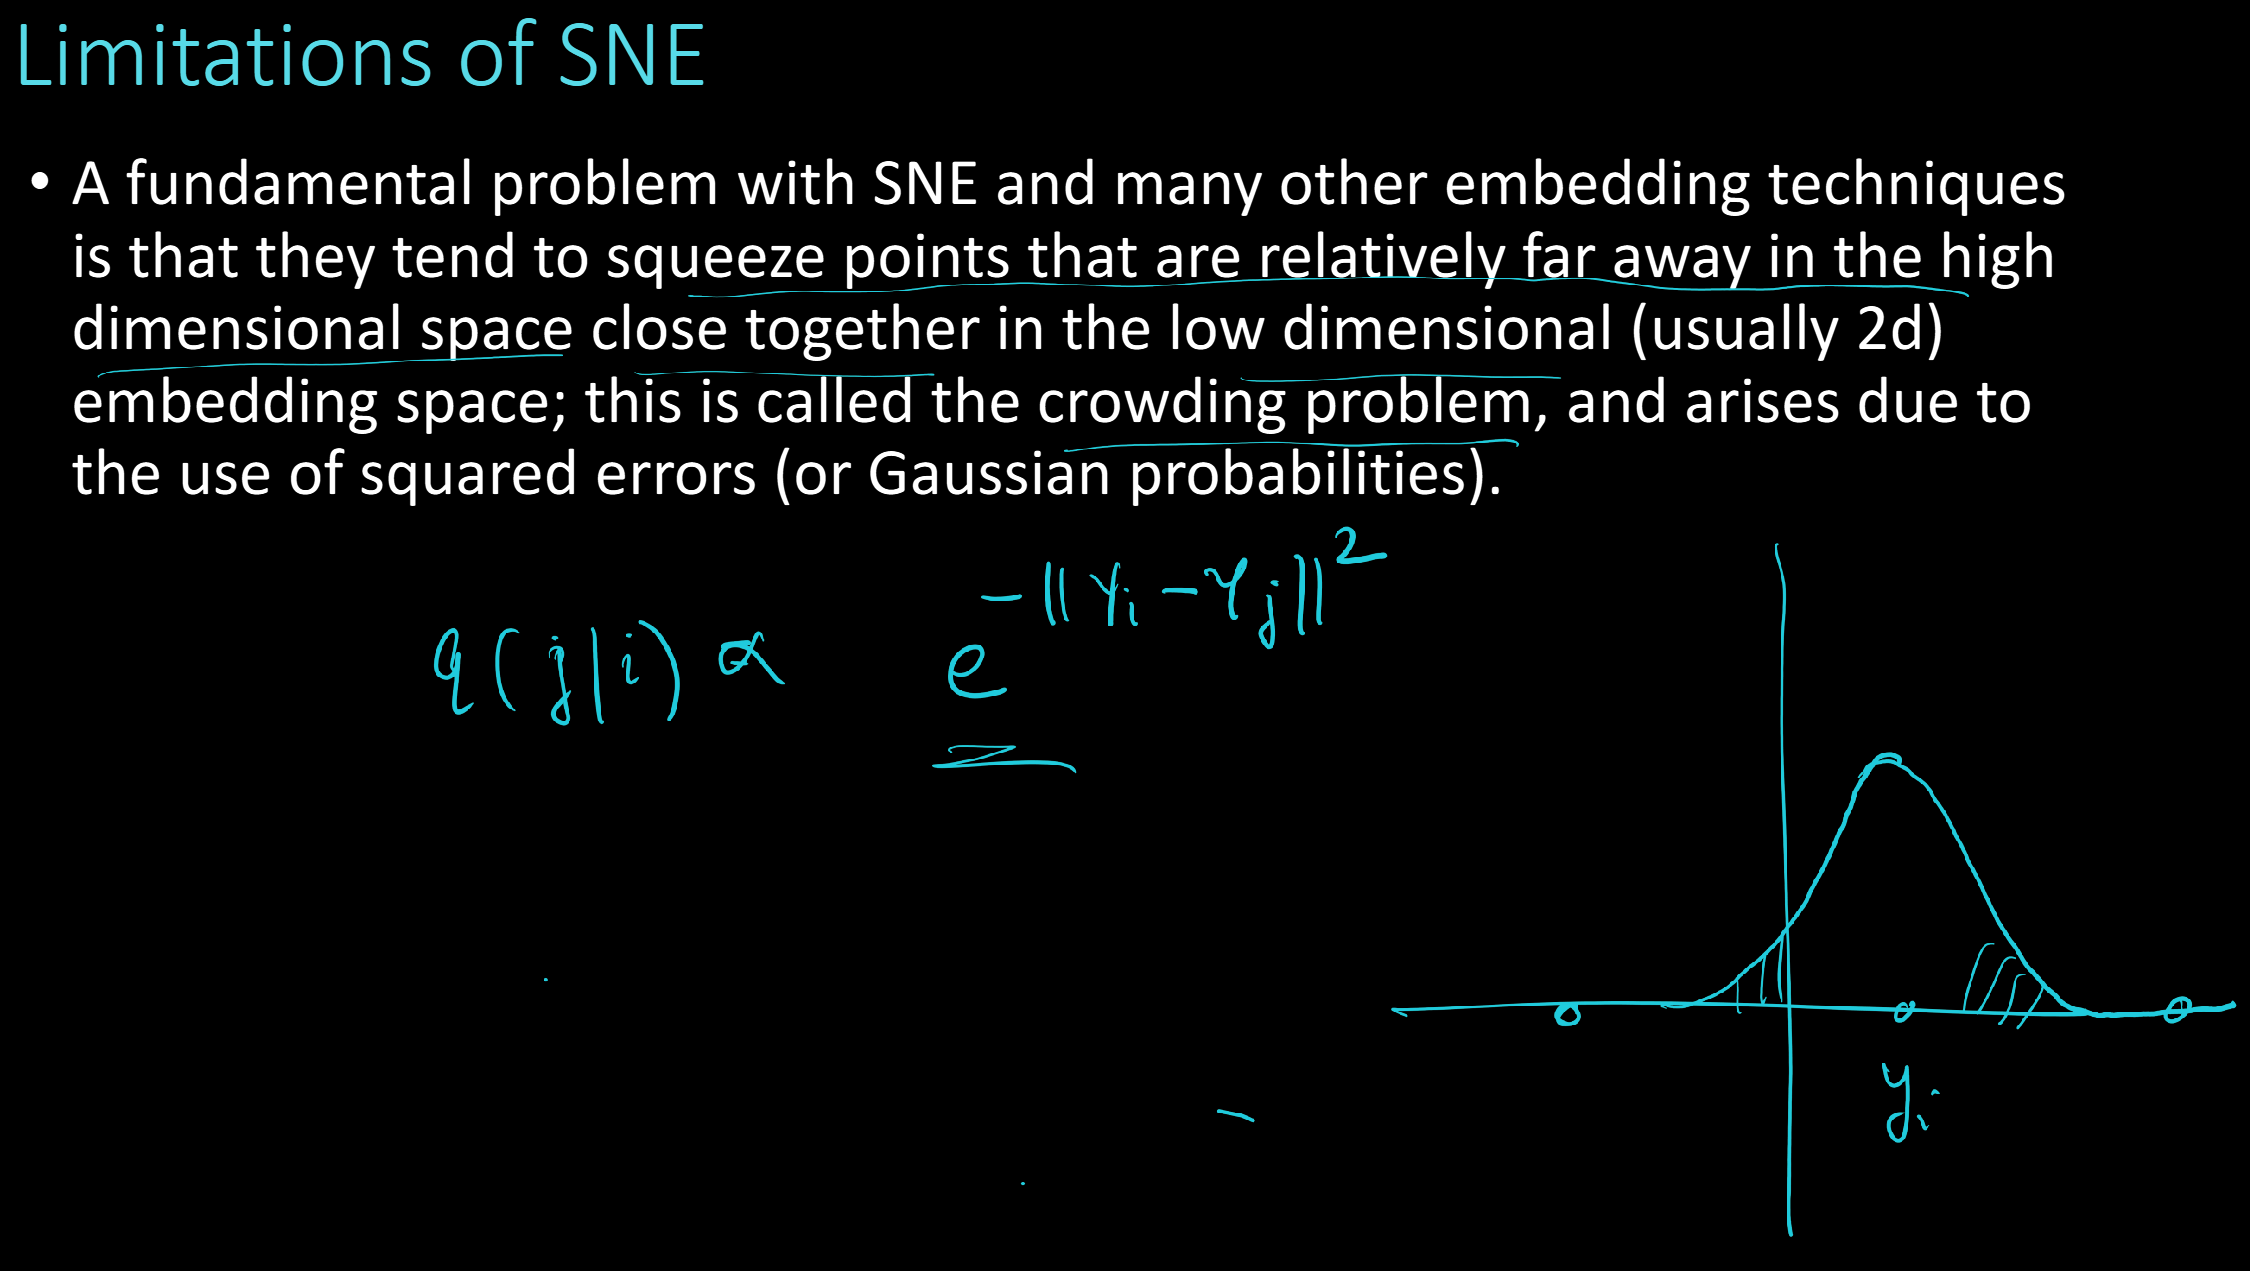 Limitations of SNE
• A fundamental problem with SNE and many other embedding techniques
is that they tend to squeeze points that are relatively far away in the high
dimensional space close together in the low dimensional (usually 2d)
embedding space; this is called the crowding problem, and arises due to
the use of squared errors (or Gaussian probabilities).
q(j|i) ∝ e^{-||Y_i - Y_j||^2}
y_i